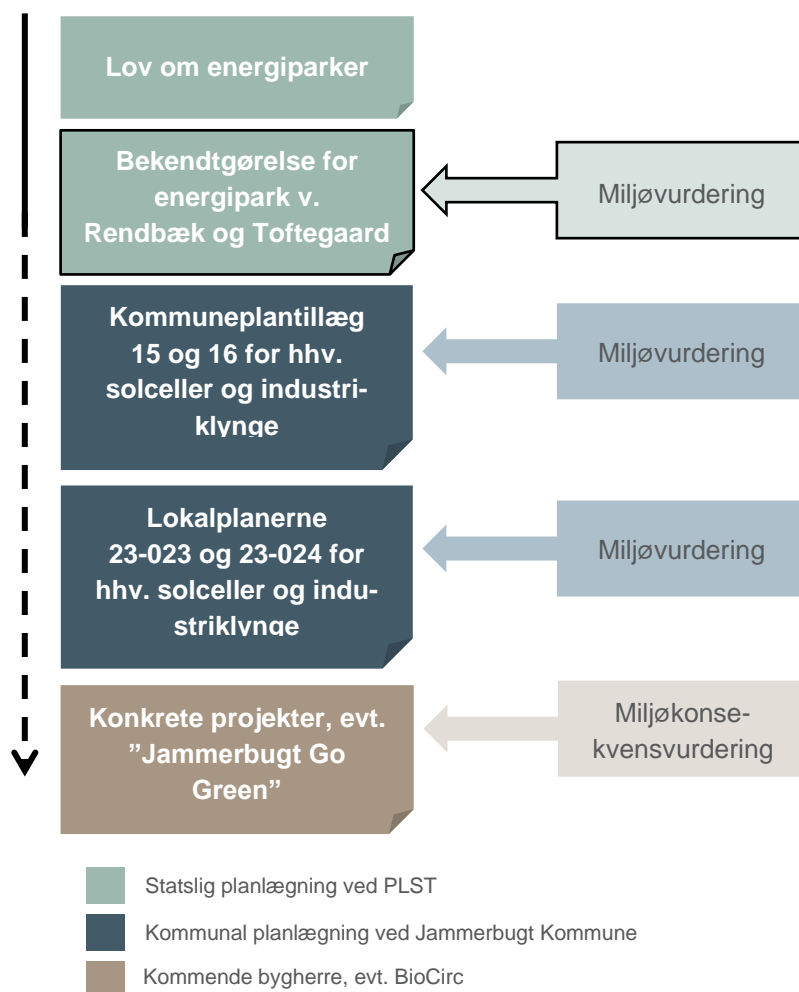 Lov om energiparker
Bekendtgørelse for
energipark v.
Rendbæk og Toftegaard
Miljøvurdering
Kommuneplantillæg
15 og 16 for hhv.
solceller og industri-
klynge
Miljøvurdering
Lokalplanerne
23-023 og 23-024 for
hhv. solceller og indu-
striklynge
Miljøvurdering
Konkrete projekter, evt.
”Jammerbugt Go
Green”
Miljøkonse-
kvensvurdering
Statslig planlægning ved PLST
Kommunal planlægning ved Jammerbugt Kommune
Kommende bygherre, evt. BioCirc